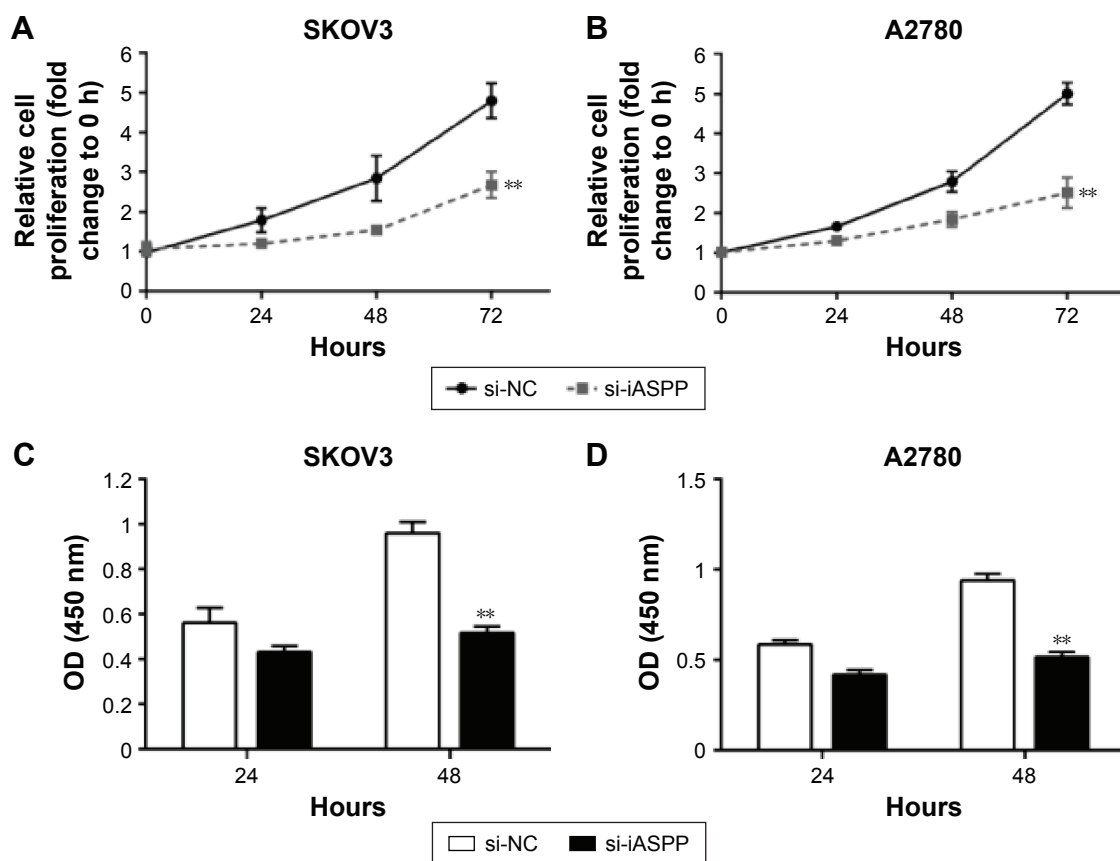 A
SKOV3
Relative cell
proliferation (fold
change to 0 h)
6
5
4
3
2
1
0
**
0 24 48 72
Hours
B
A2780
Relative cell
proliferation (fold
change to 0 h)
6
5
4
3
2
1
0
**
0 24 48 72
Hours
si-NC si-iASPP
C
SKOV3
OD (450 nm)
1.2
1
0.8
0.6
0.4
0.2
0
**
24 48
Hours
D
A2780
OD (450 nm)
1.5
1
0.5
0
**
24 48
Hours
si-NC si-iASPP